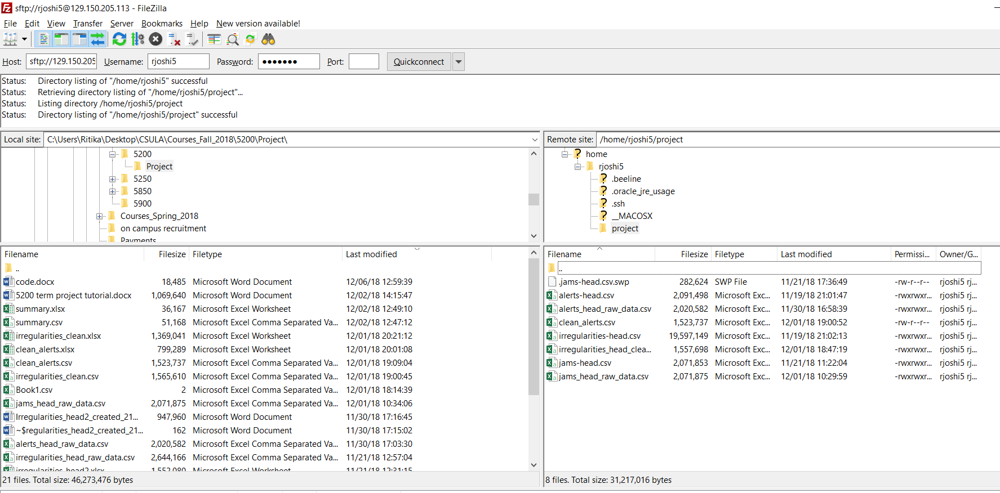 sftp://rjoshi5@129.150.205.113 - FileZilla
File Edit View Transfer Server Bookmarks Help New version available!
Host: sftp://129.150.205 Username: rjoshi5 Password: ●●●●●●● Port: Quickconnect
Status: Directory listing of "/home/rjoshi5" successful
Status: Retrieving directory listing of "/home/rjoshi5/project"...
Status: Listing directory /home/rjoshi5/project
Status: Directory listing of "/home/rjoshi5/project" successful
Local site: C:\Users\Ritika\Desktop\CSULA\Courses_Fall_2018\5200\Project\
5200
Project
5250
5850
5900
Courses_Spring_2018
on campus recruitment
Payments
Remote site: /home/rjoshi5/project
home
rjoshi5
.beeline
.oracle_jre_usage
.ssh
__MACOSX
project
Filename Filesize Filetype Last modified
..
code.docx 18,485 Microsoft Word Document 12/06/18 12:59:39
5200 term project tutorial.docx 1,069,640 Microsoft Word Document 12/02/18 14:15:47
summary.xlsx 36,167 Microsoft Excel Worksheet 12/02/18 12:49:10
summary.csv 51,168 Microsoft Excel Comma Separated Va... 12/02/18 12:47:12
irregularities_clean.xlsx 1,369,041 Microsoft Excel Worksheet 12/01/18 20:21:12
clean_alerts.xlsx 799,289 Microsoft Excel Worksheet 12/01/18 20:01:08
clean_alerts.csv 1,523,737 Microsoft Excel Comma Separated Va... 12/01/18 19:09:04
irregularities_clean.csv 1,565,610 Microsoft Excel Comma Separated Va... 12/01/18 19:00:45
Book1.csv 2 Microsoft Excel Comma Separated Va... 12/01/18 18:14:39
jams_head_raw_data.csv 2,071,875 Microsoft Excel Comma Separated Va... 12/01/18 10:34:06
Irregularities_head2_created_21... 947,960 Microsoft Word Document 11/30/18 17:16:45
~$regularities_head2_created_21... 162 Microsoft Word Document 11/30/18 17:15:02
alerts_head_raw_data.csv 2,020,582 Microsoft Excel Comma Separated Va... 11/30/18 17:03:30
irregularities_head_raw_data.csv 2,644,166 Microsoft Excel Comma Separated Va... 11/21/18 12:57:04
irregularities_head2.xlsx 1,552,080 Microsoft Excel Worksheet 11/21/18 12:31:15
21 files. Total size: 46,273,476 bytes
Filename Filesize Filetype Last modified Permissi... Owner/G...
..
.jams-head.csv.swp 282,624 SWP File 11/21/18 17:36:49 -rw-r--r-- rjoshi5 rj...
alerts-head.csv 2,091,498 Microsoft Exc... 11/19/18 21:01:47 -rwxrwxr... rjoshi5 rj...
alerts_head_raw_data.csv 2,020,582 Microsoft Exc... 11/30/18 16:58:39 -rwxrwxr... rjoshi5 rj...
clean_alerts.csv 1,523,737 Microsoft Exc... 12/01/18 19:00:52 -rw-r--r-- rjoshi5 rj...
irregularities-head.csv 19,597,149 Microsoft Exc... 11/19/18 21:02:13 -rwxrwxr... rjoshi5 rj...
irregularities_head_clea... 1,557,698 Microsoft Exc... 12/01/18 18:47:19 -rwxrwxr... rjoshi5 rj...
jams-head.csv 2,071,853 Microsoft Exc... 11/21/18 11:22:04 -rwxrwxr... rjoshi5 rj...
jams_head_raw_data.csv 2,071,875 Microsoft Exc... 12/01/18 10:29:59 -rwxrwxr... rjoshi5 rj...
8 files. Total size: 31,217,016 bytes